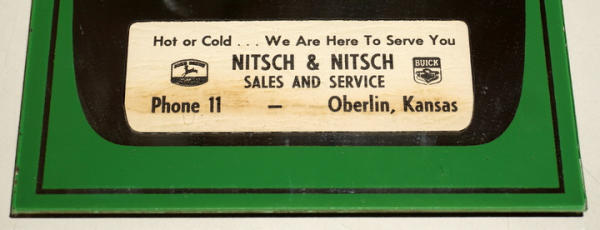 Hot or Cold . . . We Are Here To Serve You
NITSCH & NITSCH
BUICK
SALES AND SERVICE
Phone 11 — Oberlin, Kansas